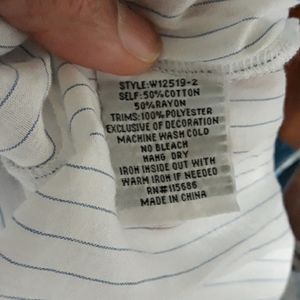 STYLE:W12519-2
SELF:50%COTTON
50%RAYON
TRIMS:100%POLYESTER
EXCLUSIVE OF DECORATION
MACHINE WASH COLD
NO BLEACH
HANG DRY
IRON INSIDE OUT WITH
WARM IRON IF NEEDED
RN#115686
MADE IN CHINA